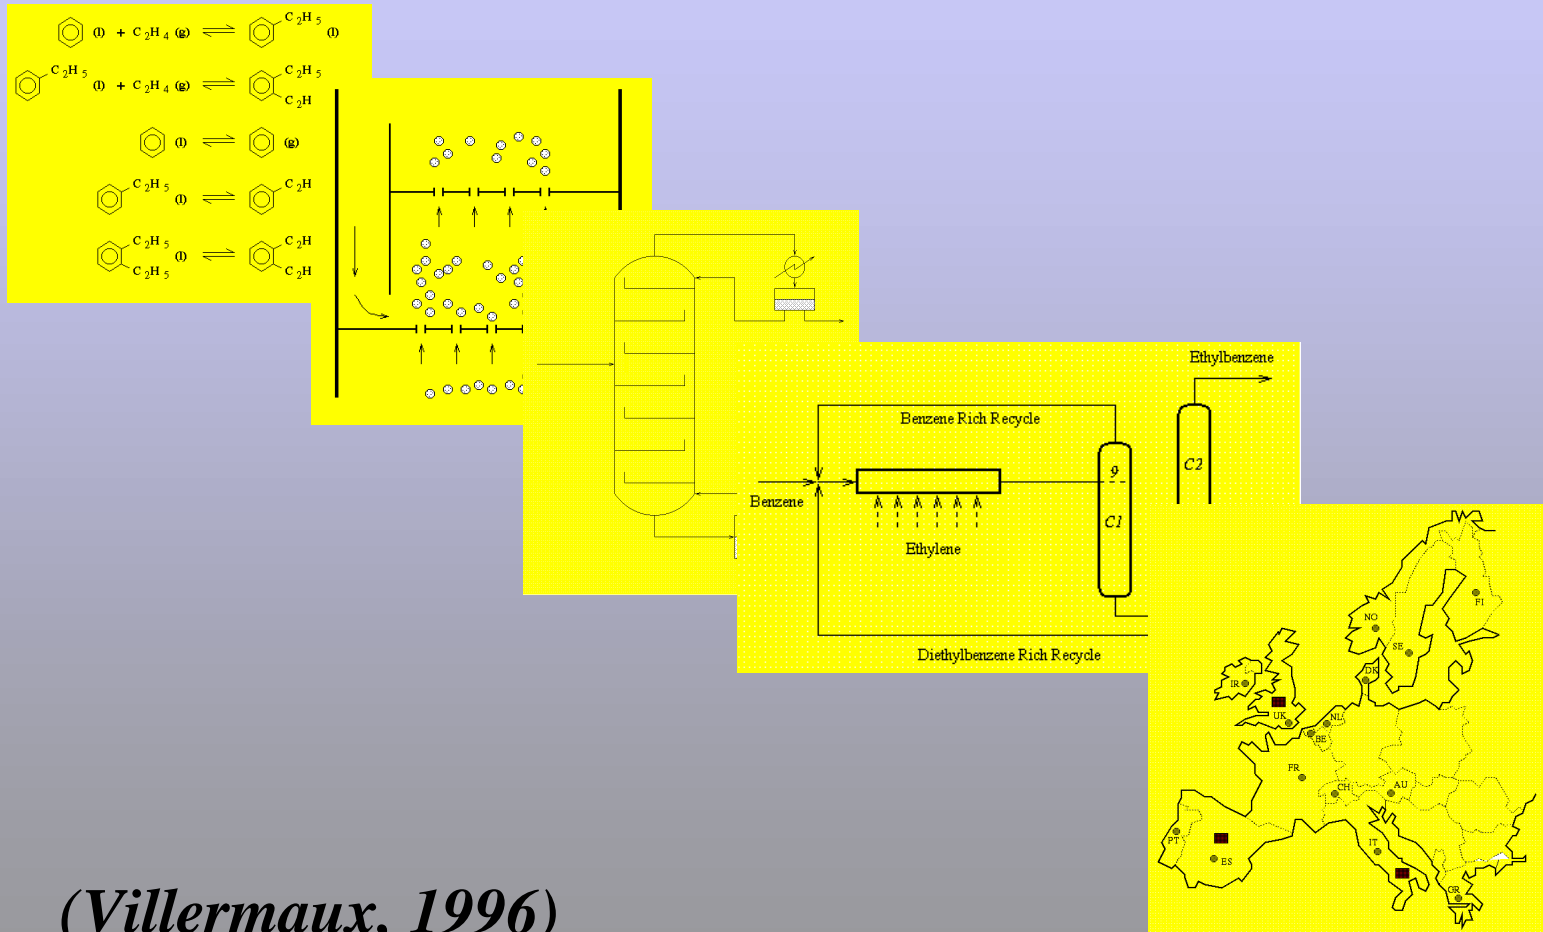 C2H5
(l) + C2H4 (g) ⇌ (l)
C2H5
C2H5
(l) + C2H4 (g) ⇌
C2H
(l) ⇌ (g)
C2H5
C2H
(l) ⇌
C2H5
C2H
(l) ⇌
C2H5
C2H
Ethylbenzene
Benzene Rich Recycle
C2
9
Benzene
C1
Ethylene
Diethylbenzene Rich Recycle
FI
NO
SE
DK
IR
UK
NL
BE
FR
CH
AU
PT
ES
IT
GR
(Villermaux, 1996)